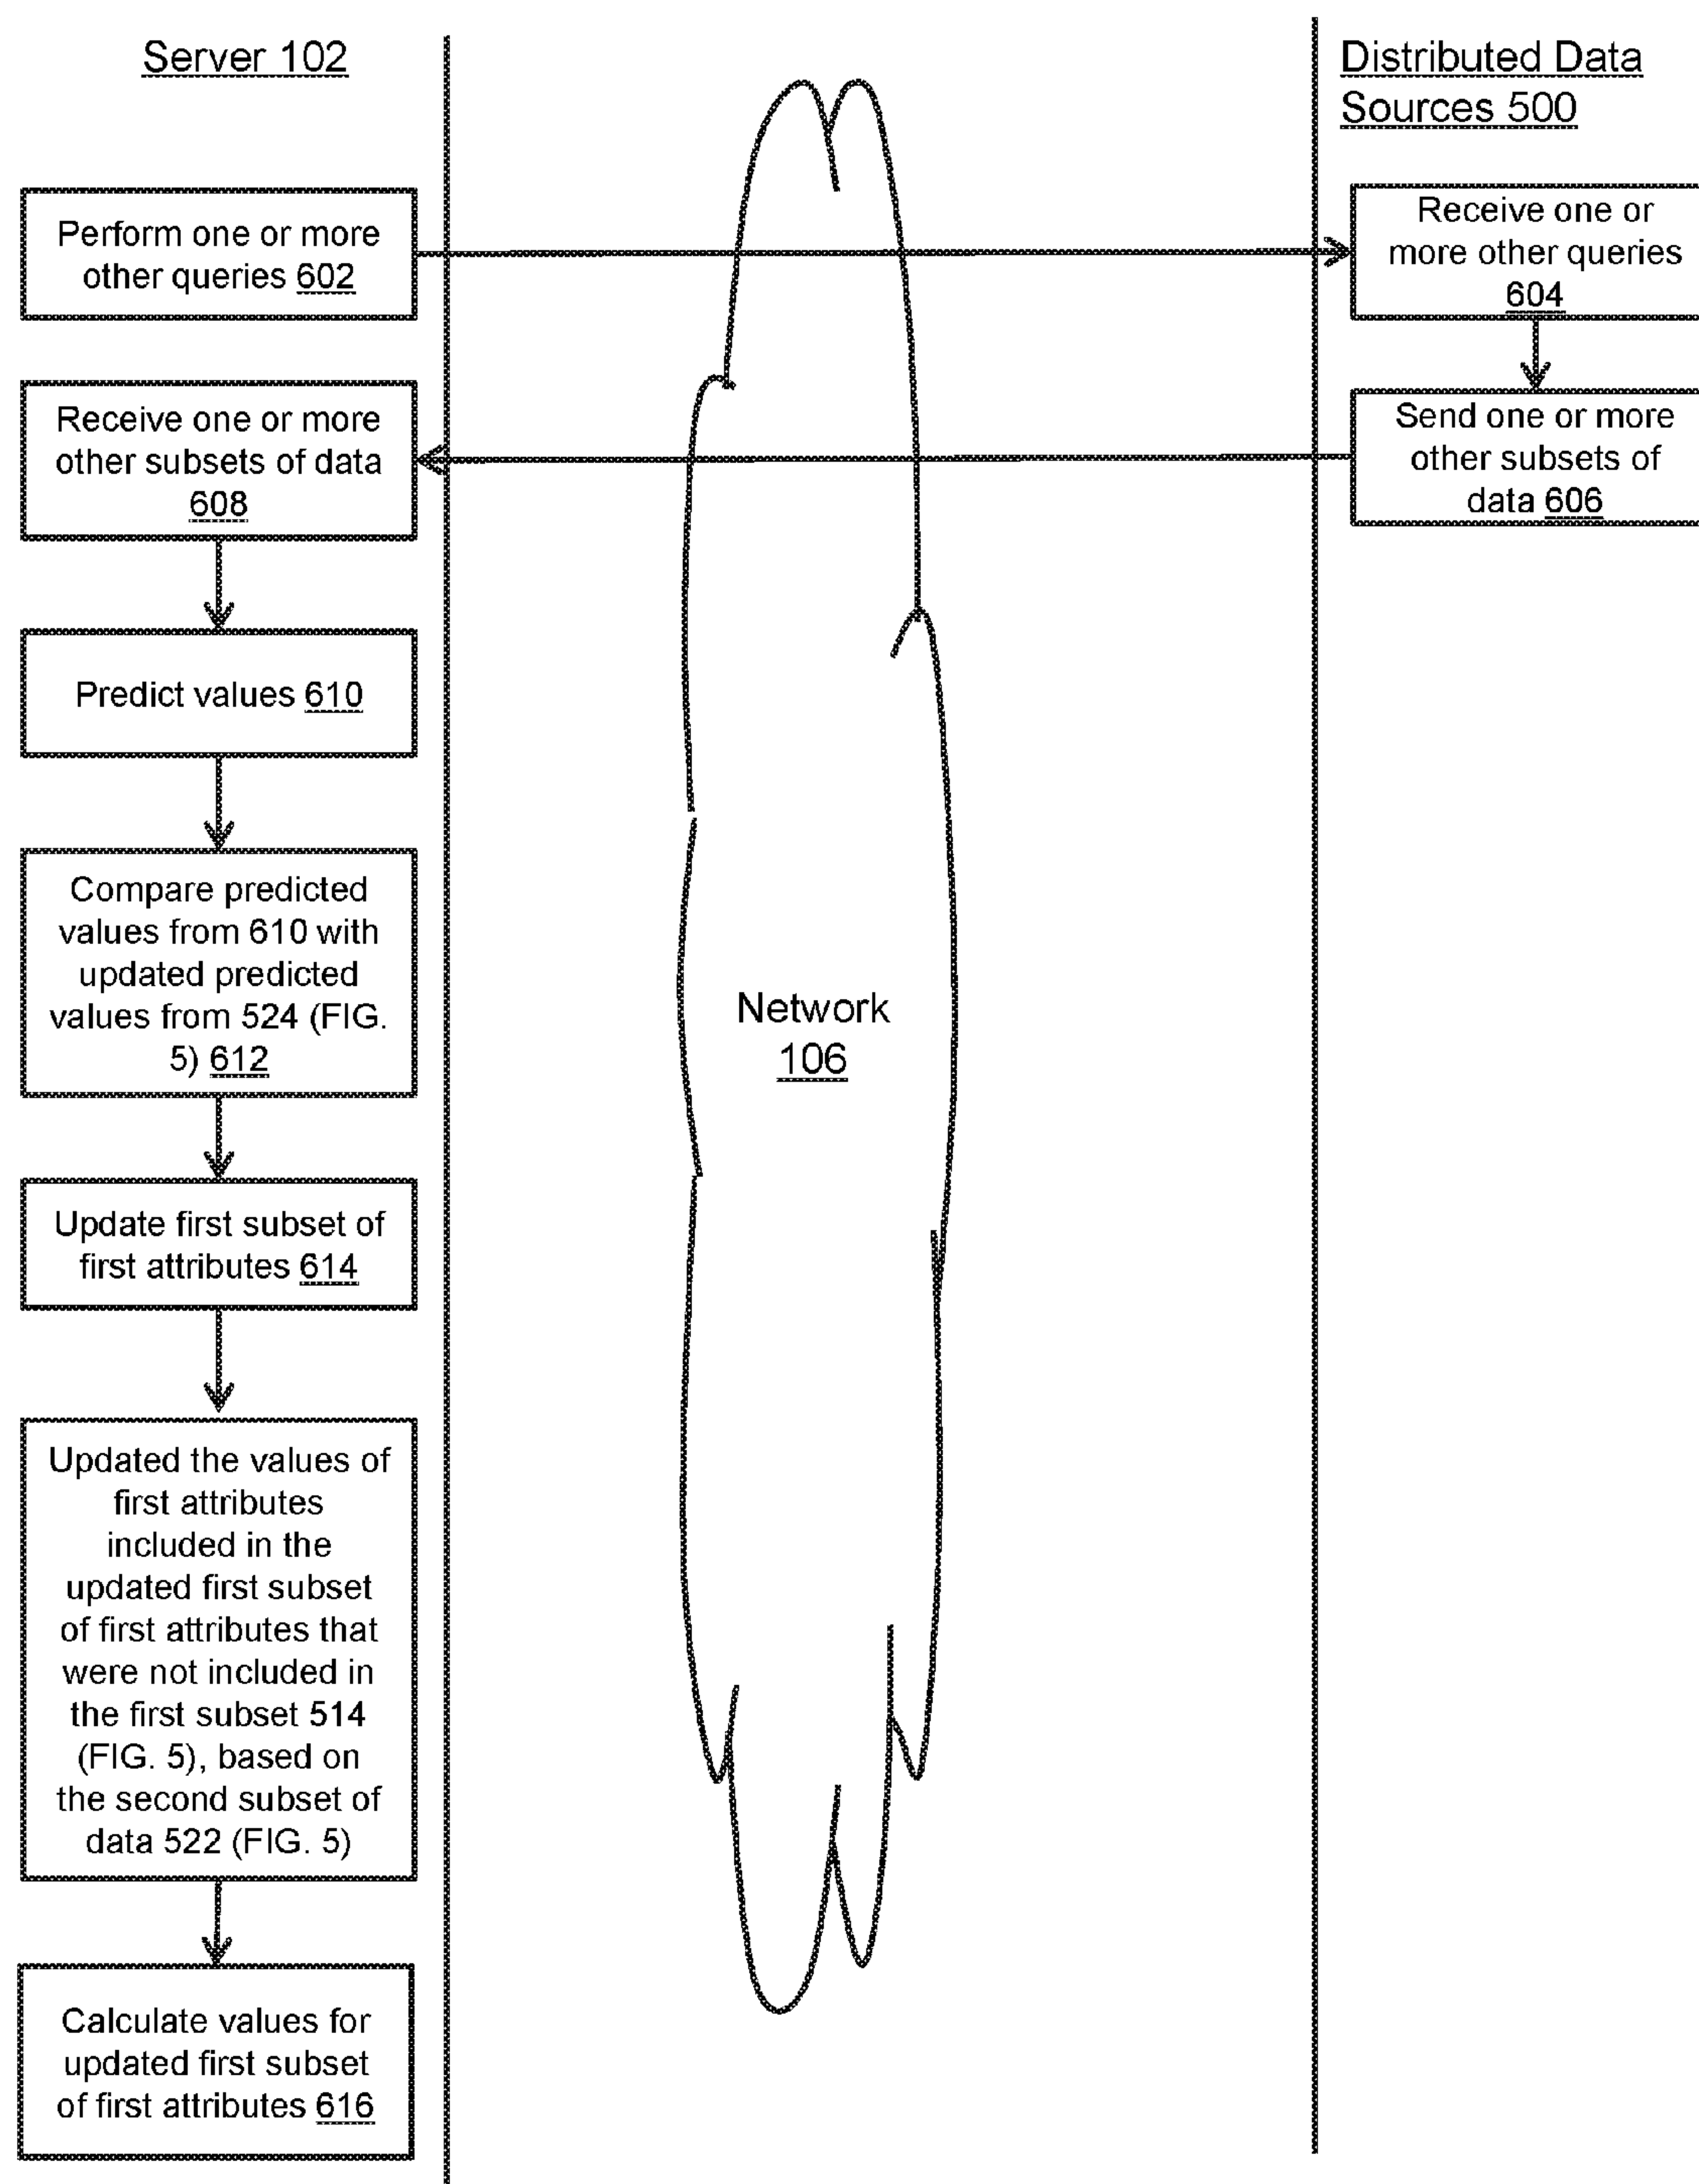 Server 102
Distributed Data
Sources 500
Perform one or more
other queries 602
Receive one or
more other queries
604
Receive one or more
other subsets of data
608
Send one or more
other subsets of
data 606
Predict values 610
Compare predicted
values from 610 with
updated predicted
values from 524 (FIG.
5) 612
Network
106
Update first subset of
first attributes 614
Updated the values of
first attributes
included in the
updated first subset
of first attributes that
were not included in
the first subset 514
(FIG. 5), based on
the second subset of
data 522 (FIG. 5)
Calculate values for
updated first subset
of first attributes 616